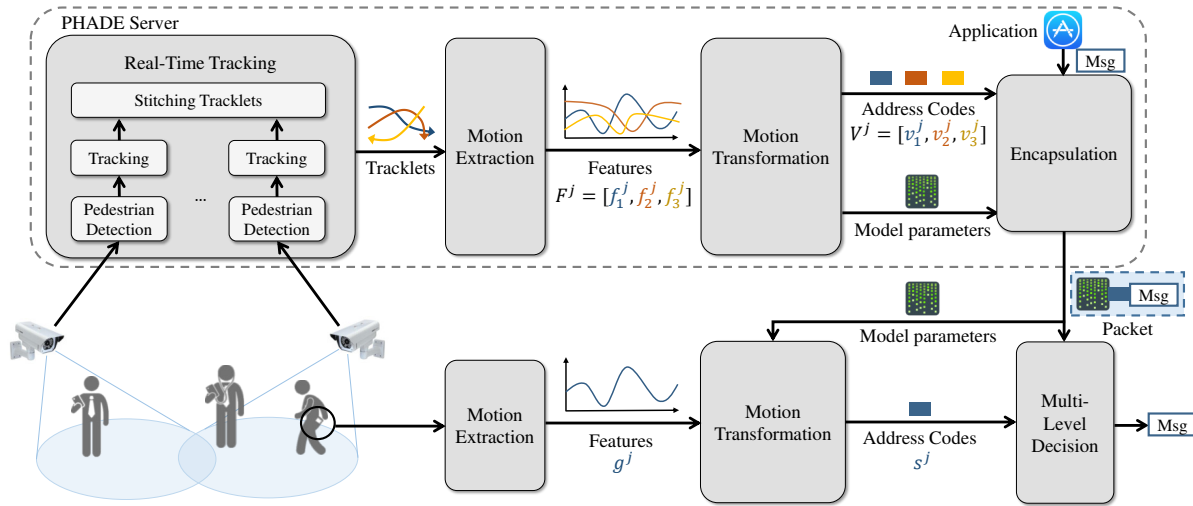 PHADE Server
Real-Time Tracking
Stitching Tracklets
Tracking
Tracking
...
Pedestrian
Detection
Pedestrian
Detection
Tracklets
Motion
Extraction
Features
F^j = [f_1^j, f_2^j, f_3^j]
Motion
Transformation
Application
Msg
Address Codes
V^j = [v_1^j, v_2^j, v_3^j]
Model parameters
Encapsulation
Msg
Packet
Model parameters
Motion
Extraction
Features
g^j
Motion
Transformation
Address Codes
s^j
Multi-
Level
Decision
Msg